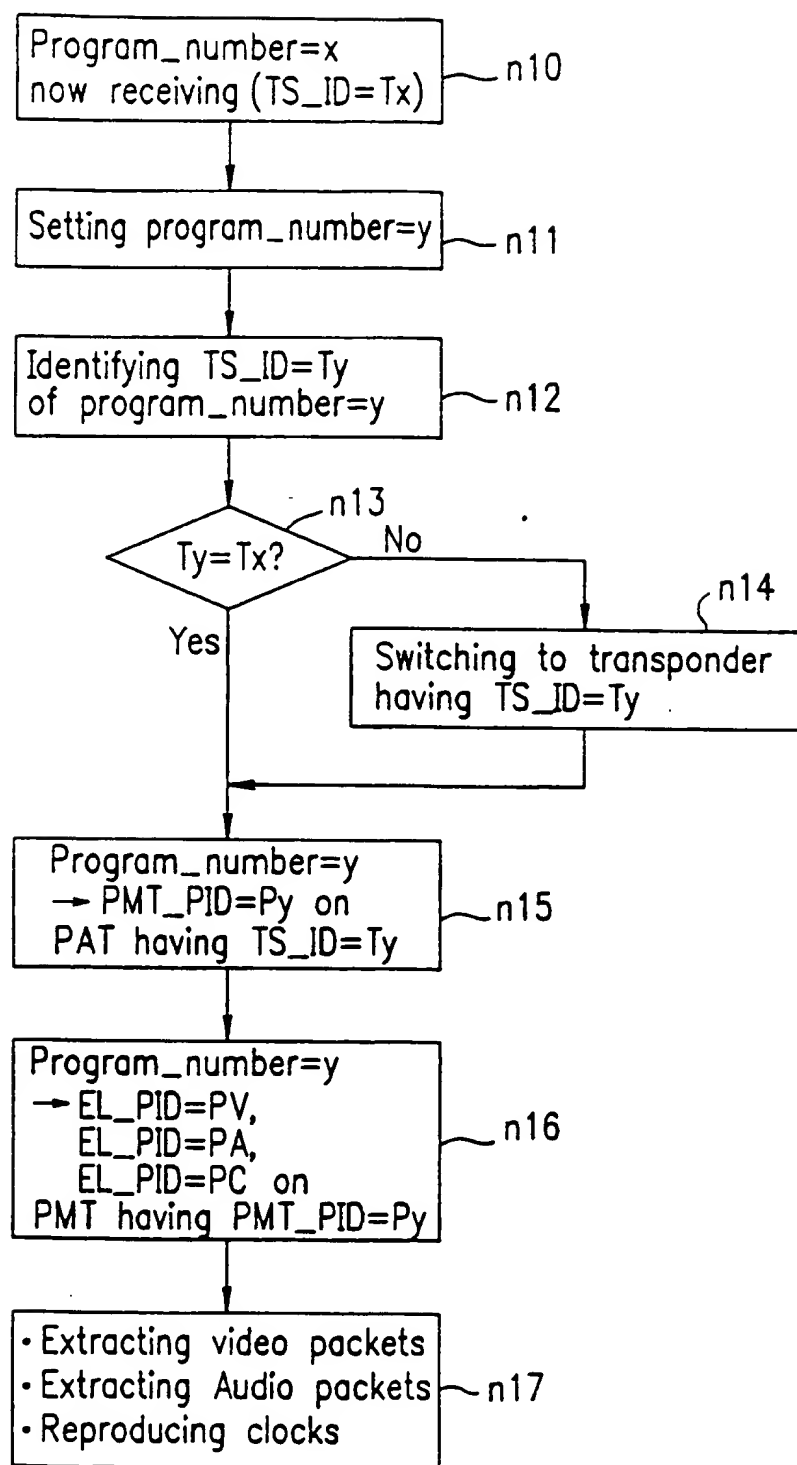 Program_number=x
now receiving (TS_ID=Tx)
n10
Setting program_number=y
n11
Identifying TS_ID=Ty
of program_number=y
n12
n13
Ty=Tx?
No
Yes
n14
Switching to transponder
having TS_ID=Ty
Program_number=y
→ PMT_PID=Py on
PAT having TS_ID=Ty
n15
Program_number=y
→ EL_PID=PV,
EL_PID=PA,
EL_PID=PC on
PMT having PMT_PID=Py
n16
· Extracting video packets
· Extracting Audio packets
· Reproducing clocks
n17